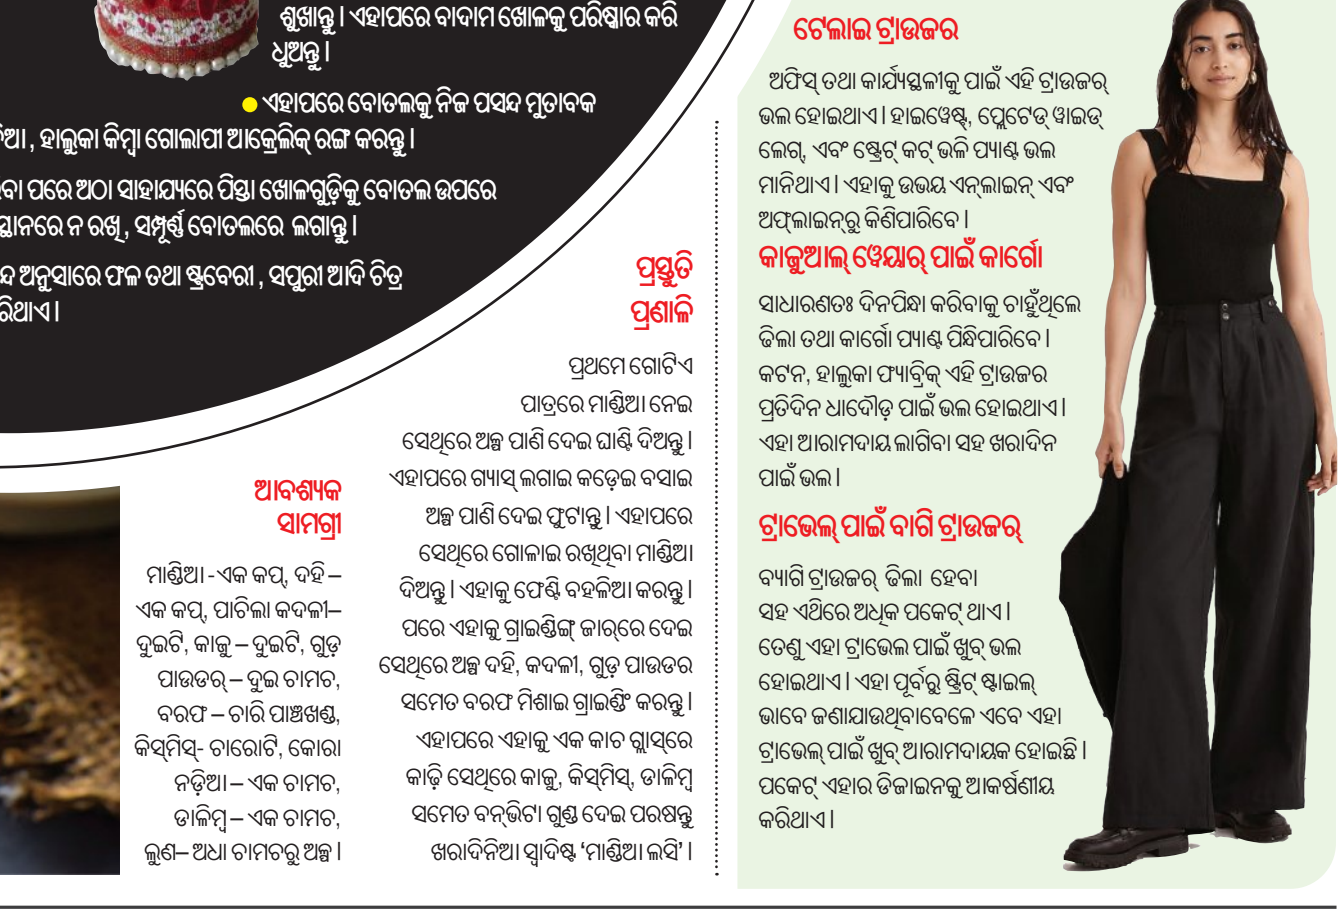 ଶୁଖାନ୍ତୁ । ଏହାପରେ ବାଦାମ ଖୋଳକୁ ପରିଷ୍କାର କରି
ଧୁଅନ୍ତୁ ।
ଏହାପରେ ବୋତଲକୁ ନିଜ ପସନ୍ଦ ମୁତାବକ
, ହାଲୁକା କିମ୍ବା ଗୋଲାପୀ ଆକ୍ରେଲିକ୍ ରଙ୍ଗ କରନ୍ତୁ ।
ପରେ ଅଠା ସାହାଯ୍ୟରେ ପିସ୍ତା ଖୋଳଗୁଡ଼ିକୁ ବୋତଲ ଉପରେ
ସ୍ଥାନରେ ନ ରଖି, ସମ୍ପୂର୍ଣ୍ଣ ବୋତଲରେ ଲଗାନ୍ତୁ ।
ଅନୁସାରେ ଫଳ ତଥା ଷ୍ଟ୍ରବେରୀ , ସପୁରୀ ଆଦି ଚିତ୍ର
ଆବଶ୍ୟକ
ସାମଗ୍ରୀ
ମାଣ୍ଡିଆ -ଏକ କପ୍, ଦହି –
ଏକ କପ୍, ପାଚିଲା କଦଳୀ–
ଦୁଇଟି, କାଜୁ – ଦୁଇଟି, ଗୁଡ଼
ପାଉଡର୍ – ଦୁଇ ଚାମଚ,
ବରଫ – ଚାରି ପାଞ୍ଚଖଣ୍ଡ,
କିସ୍‌ମିସ୍- ଚାରୋଟି, କୋରା
ନଡ଼ିଆ – ଏକ ଚାମଚ,
ଡାଳିମ୍ବ – ଏକ ଚାମଚ,
ଲୁଣ– ଅଧା ଚାମଚରୁ ଅଳ୍ପ ।
ପ୍ରସ୍ତୁତି
ପ୍ରଣାଳି
ପ୍ରଥମେ ଗୋଟିଏ
ପାତ୍ରରେ ମାଣ୍ଡିଆ ନେଇ
ସେଥିରେ ଅଳ୍ପ ପାଣି ଦେଇ ଘାଣ୍ଟି ଦିଅନ୍ତୁ ।
ଏହାପରେ ଗ୍ୟାସ୍ ଲଗାଇ କଡ଼େଇ ବସାଇ
ଅଳ୍ପ ପାଣି ଦେଇ ଫୁଟାନ୍ତୁ । ଏହାପରେ
ସେଥିରେ ଗୋଳାଇ ରଖିଥିବା ମାଣ୍ଡିଆ
ଦିଅନ୍ତୁ । ଏହାକୁ ଫେଣ୍ଟି ବହଳିଆ କରନ୍ତୁ ।
ପରେ ଏହାକୁ ଗ୍ରାଇଣ୍ଡିଙ୍ଗ୍ ଜାର୍‌ରେ ଦେଇ
ସେଥିରେ ଅଳ୍ପ ଦହି, କଦଳୀ, ଗୁଡ଼ ପାଉଡର
ସମେତ ବରଫ ମିଶାଇ ଗ୍ରାଇଣ୍ଡିଂ କରନ୍ତୁ ।
ଏହାପରେ ଏହାକୁ ଏକ କାଚ ଗ୍ଲାସ୍‌ରେ
କାଢ଼ି ସେଥିରେ କାଜୁ, କିସ୍‌ମିସ୍, ଡାଳିମ୍ବ
ସମେତ ବନ୍‌ଭିଟା ଗୁଣ୍ଡ ଦେଇ ପରଷନ୍ତୁ
ଖରାଦିନିଆ ସ୍ୱାଦିଷ୍ଟ ‘ମାଣ୍ଡିଆ ଲସି’ ।
ଟେଲାଇ ଟ୍ରାଉଜର
ଅଫିସ୍ ତଥା କାର୍ଯ୍ୟସ୍ଥଳୀକୁ ପାଇଁ ଏହି ଟ୍ରାଉଜର୍
ଭଲ ହୋଇଥାଏ । ହାଇୱେଷ୍ଟ, ପ୍ଲେଟେଡ୍ ୱାଇଡ୍
ଲେଗ୍, ଏବଂ ଷ୍ଟ୍ରେଟ୍ କଟ୍ ଭଳି ପ୍ୟାଣ୍ଟ ଭଲ
ମାନିଥାଏ । ଏହାକୁ ଉଭୟ ଏନ୍‌ଲାଇନ୍ ଏବଂ
ଅଫ୍‌ଲାଇନ୍‌ରୁ କିଣିପାରିବେ ।
କାଜୁଆଲ୍ ୱେୟାର୍ ପାଇଁ କାର୍ଗୋ
ସାଧାରଣତଃ ଦିନପିନ୍ଧା କରିବାକୁ ଚାହୁଁଥିଲେ
ଢିଲା ତଥା କାର୍ଗୋ ପ୍ୟାଣ୍ଟ ପିନ୍ଧିପାରିବେ ।
କଟନ, ହାଲୁକା ଫ୍ୟାବ୍ରିକ୍ ଏହି ଟ୍ରାଉଜର
ପ୍ରତିଦିନ ଧାଦୌଡ଼ ପାଇଁ ଭଲ ହୋଇଥାଏ ।
ଏହା ଆରାମଦାୟ ଲାଗିବା ସହ ଖରାଦିନ
ପାଇଁ ଭଲ ।
ଟ୍ରାଭେଲ୍ ପାଇଁ ବାଗି ଟ୍ରାଉଜର୍
ବ୍ୟାଗି ଟ୍ରାଉଜର୍ ଢିଲା ହେବା
ସହ ଏଥିରେ ଅଧିକ ପକେଟ୍ ଥାଏ ।
ତେଣୁ ଏହା ଟ୍ରାଭେଲ ପାଇଁ ଖୁବ୍ ଭଲ
ହୋଇଥାଏ । ଏହା ପୂର୍ବରୁ ଷ୍ଟ୍ରିଟ୍ ଷ୍ଟାଇଲ୍
ଭାବେ ଜଣାଯାଉଥିବାବେଳେ ଏବେ ଏହା
ଟ୍ରାଭେଲ୍ ପାଇଁ ଖୁବ୍ ଆରାମଦାୟକ ହୋଇଛି ।
ପକେଟ୍ ଏହାର ଡିଜାଇନକୁ ଆକର୍ଷଣୀୟ
କରିଥାଏ ।